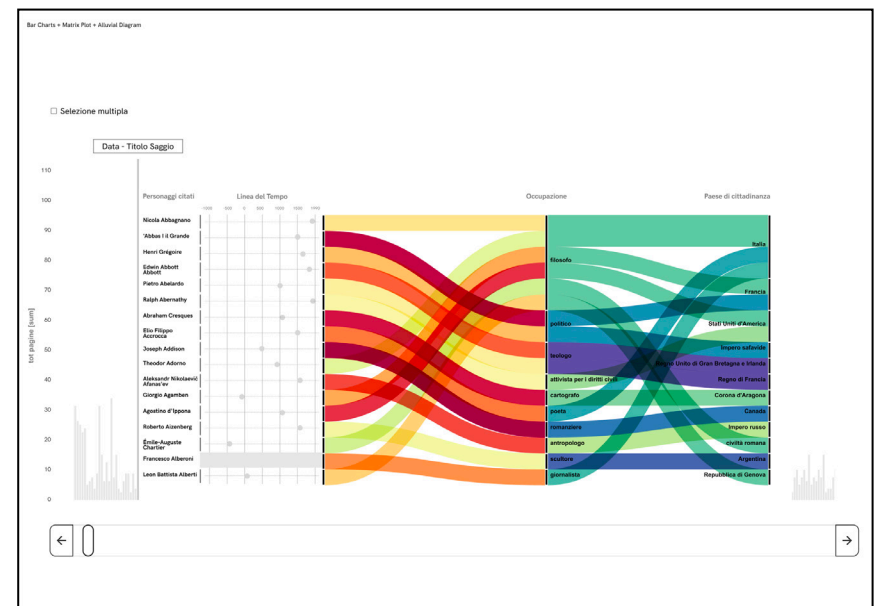 Bar Charts + Matrix Plot + Alluvial Diagram
Selezione multipla
Data - Titolo Saggio
Personaggi citati
Linea del Tempo
Occupazione
Paese di cittadinanza
110
100
90
80
70
60
50
40
30
20
10
0
tot pagine [sum]
0
500
1000
1500
Nicola Abbagnano
'Abbas I il Grande
Henri Grégoire
Edwin Abbott
Abbott
Pietro Abelardo
Ralph Abernathy
Abraham Cresques
Elio Filippo
Accrocca
Joseph Addison
Theodor Adorno
Aleksandr Nikolaevič
Afanas'ev
Giorgio Agamben
Agostino d'Ippona
Roberto Aizenberg
Émile-Auguste
Chartier
Francesco Alberoni
Leon Battista Alberti
filosofo
politico
teologo
attivista per i diritti civili
cartografo
poeta
romanziere
antropologo
scultore
giornalista
Italia
Francia
Stati Uniti d'America
Impero safavide
Regno Unito di Gran Bretagna e Irlanda
Regno di Francia
Corona d'Aragona
Canada
Impero russo
civiltà romana
Argentina
Repubblica di Genova